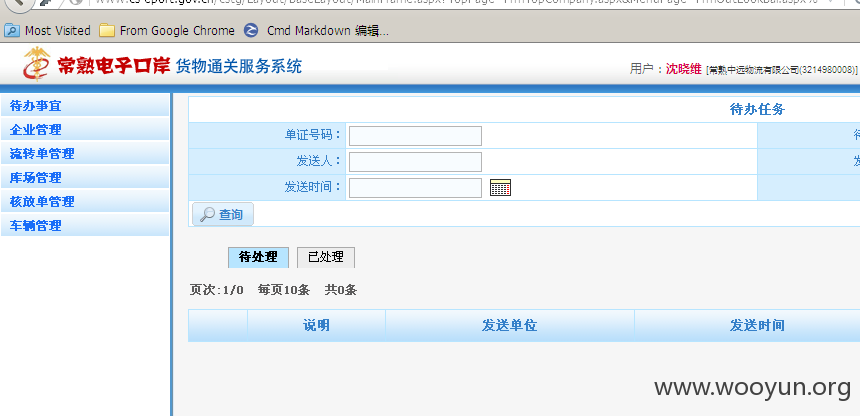 Most Visited From Google Chrome Cmd Markdown 编辑...
常熟电子口岸 货物通关服务系统
用户：沈晓维 [常熟中远物流有限公司(3214980008)]
待办事宜
企业管理
流转单管理
库场管理
核放单管理
车辆管理
待办任务
单证号码：
发送人：
发送时间：
查询
待处理 已处理
页次:1/0 每页10条 共0条
说明 发送单位 发送时间
www.wooyun.org